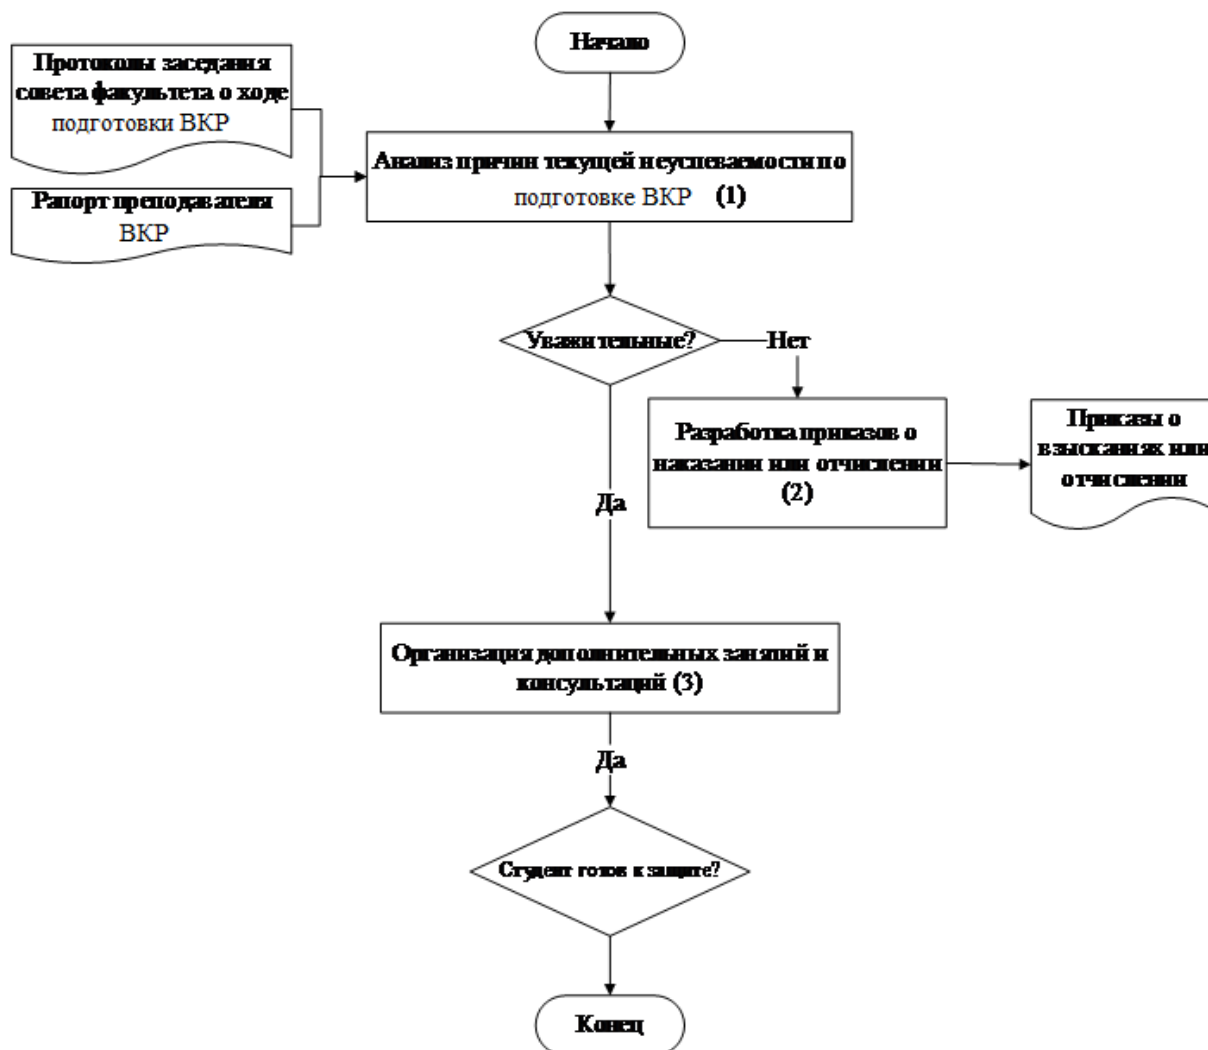 Начало
Протоколы заседания
совета факультета о ходе
подготовки ВКР
Рапорт преподавателя
ВКР
Анализ причин текущей неуспеваемости по
подготовке ВКР (1)
Уважительные?
Нет
Разработка приказов о
наказании или отчислении
(2)
Приказы о
взысканиях или
отчислении
Да
Организация дополнительных занятий и
консультаций (3)
Да
Студент готов к защите?
Конец